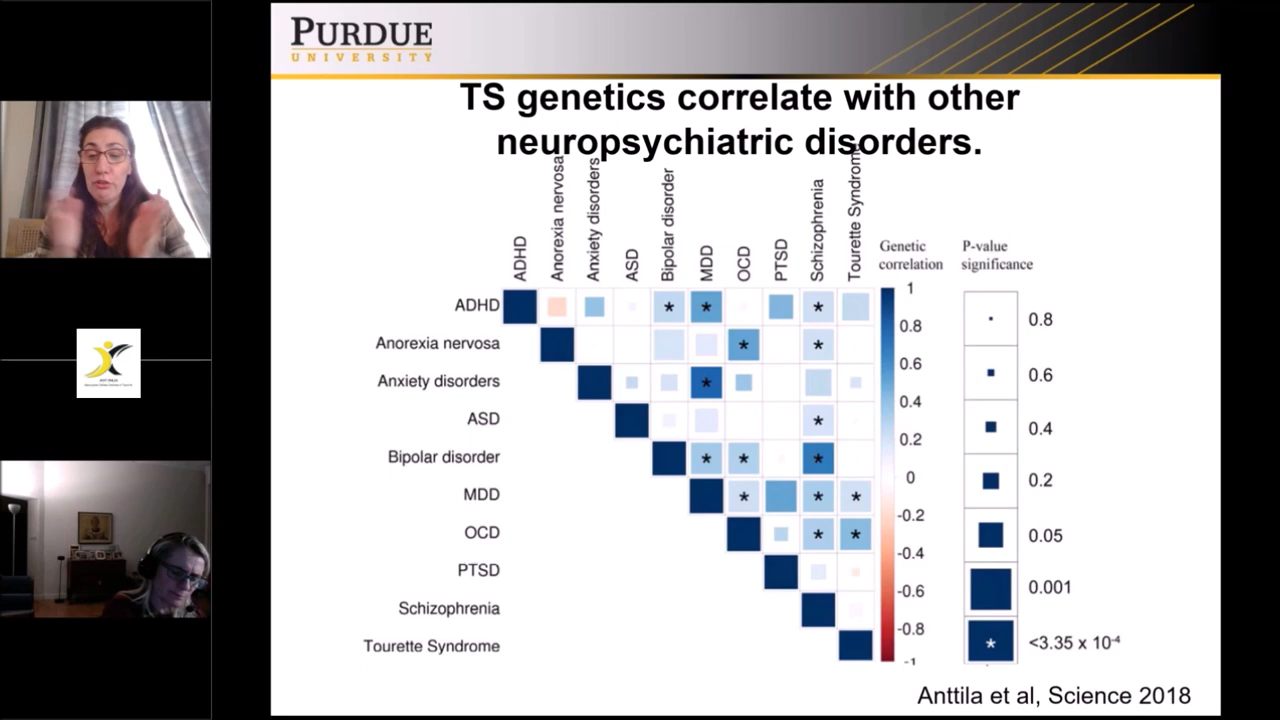 PURDUE
UNIVERSITY
TS genetics correlate with other
neuropsychiatric disorders.
ADHD
Anorexia nervosa
Anxiety disorders
ASD
Bipolar disorder
MDD
OCD
PTSD
Schizophrenia
Tourette Syndrome
Genetic
correlation
P-value
significance
ADHD
Anorexia nervosa
Anxiety disorders
ASD
Bipolar disorder
MDD
OCD
PTSD
Schizophrenia
Tourette Syndrome
1
0.8
0.6
0.4
0.2
0
-0.2
-0.4
-0.6
-0.8
-1
0.8
0.6
0.4
0.2
0.05
0.001
<3.35 x 10⁻⁴
Anttila et al, Science 2018